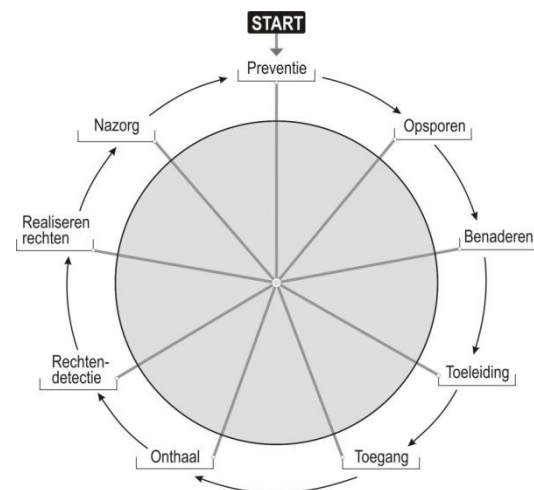 START
Preventie
Opsporen
Benaderen
Toeleiding
Toegang
Onthaal
Rechten-
detectie
Realiseren
rechten
Nazorg